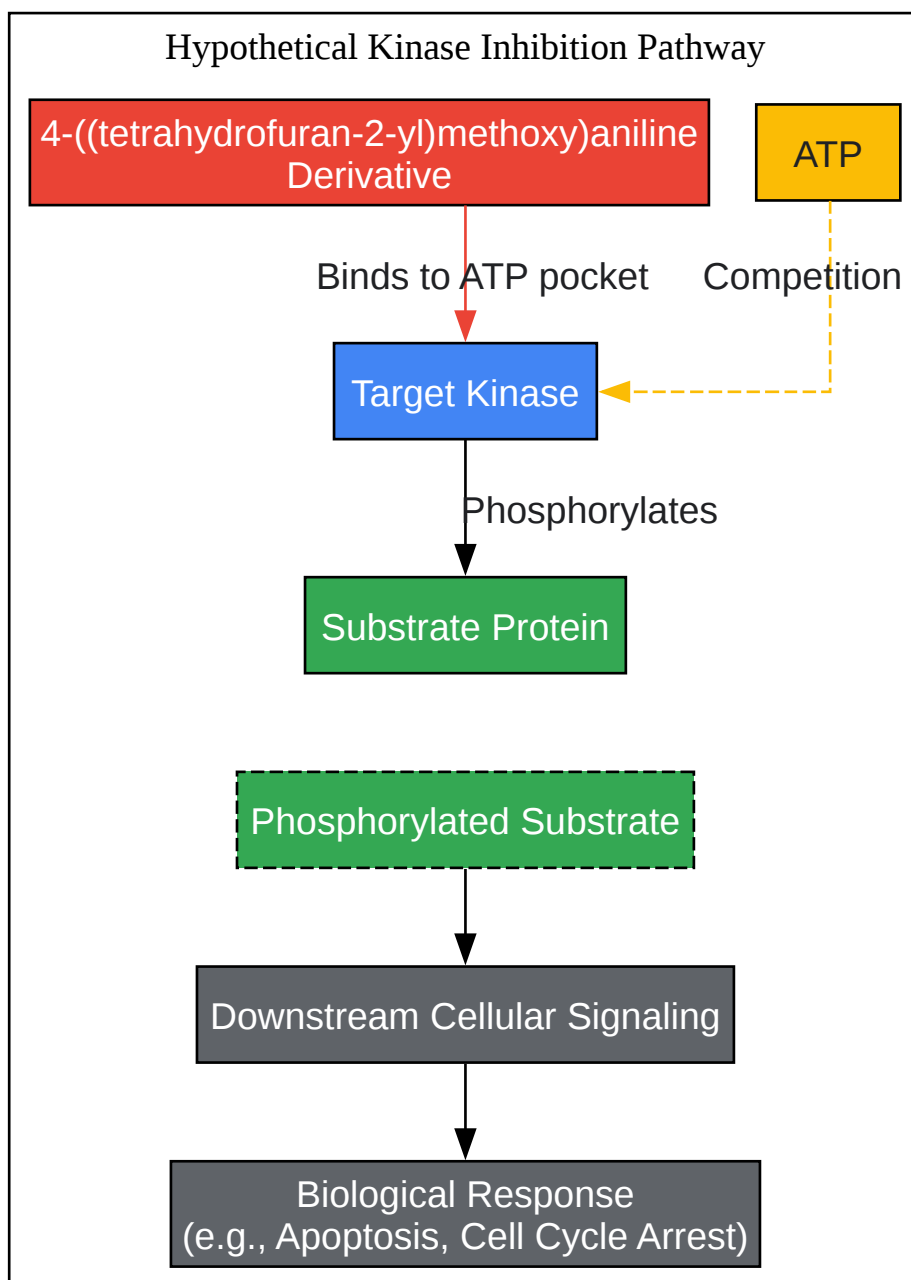 Hypothetical Kinase Inhibition Pathway
4-((tetrahydrofuran-2-yl)methoxy)aniline
Derivative
ATP
Binds to ATP pocket
Competition
Target Kinase
Phosphorylates
Substrate Protein
Phosphorylated Substrate
Downstream Cellular Signaling
Biological Response
(e.g., Apoptosis, Cell Cycle Arrest)